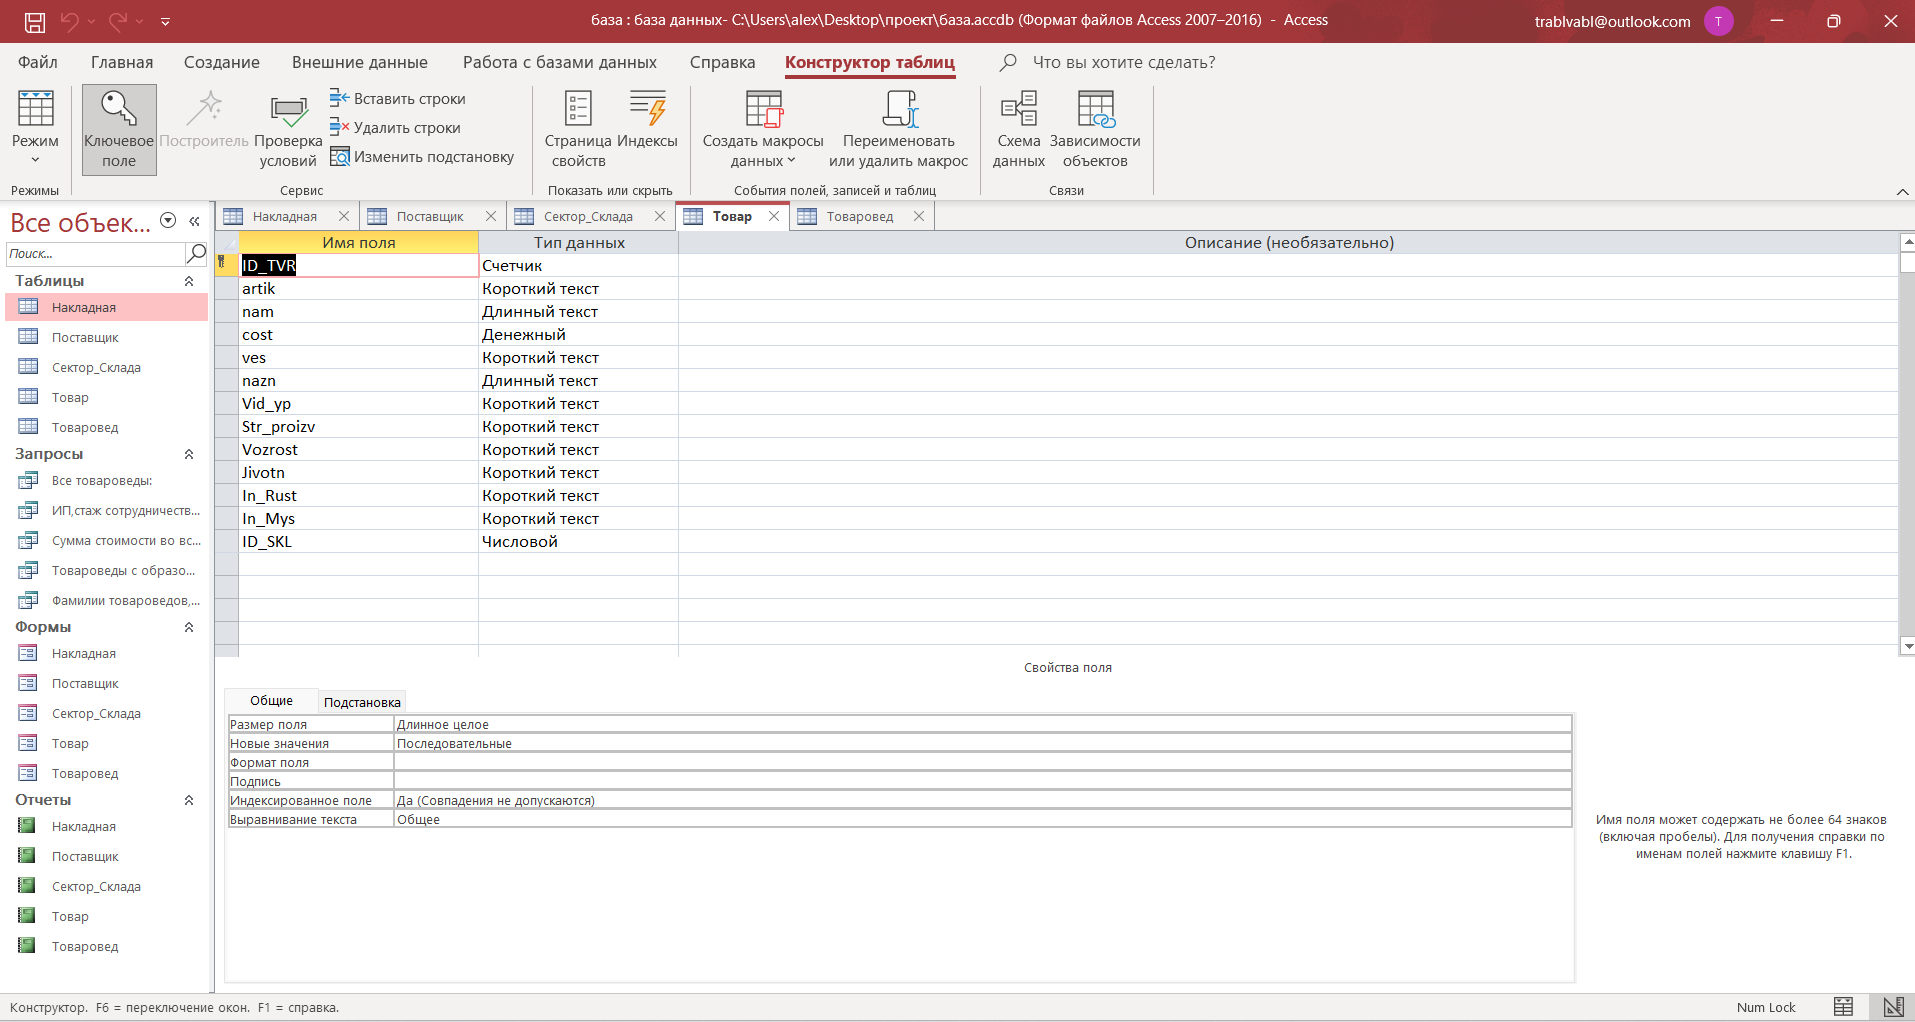 база : база данных- C:\Users\alex\Desktop\проект\база.accdb (Формат файлов Access 2007–2016) - Access
trablvabl@outlook.com
T
Файл Главная Создание Внешние данные Работа с базами данных Справка Конструктор таблиц Что вы хотите сделать?
Режим
Ключевое поле
Построитель
Проверка условий
Вставить строки
Удалить строки
Изменить подстановку
Страница свойств
Индексы
Создать макросы данных
Переименовать или удалить макрос
Схема данных
Зависимости объектов
Режимы
Сервис
Показать или скрыть
События полей, записей и таблиц
Связи
Все объек...
Поиск...
Таблицы
Накладная
Поставщик
Сектор_Склада
Товар
Товаровед
Запросы
Все товароведы:
ИП,стаж сотрудничеств...
Сумма стоимости во вс...
Товароведы с образо...
Фамилии товароведов,...
Формы
Накладная
Поставщик
Сектор_Склада
Товар
Товаровед
Отчеты
Накладная
Поставщик
Сектор_Склада
Товар
Товаровед
Накладная Поставщик Сектор_Склада Товар Товаровед
Имя поля Тип данных Описание (необязательно)
ID_TVR Счетчик
artik Короткий текст
nam Длинный текст
cost Денежный
ves Короткий текст
nazn Длинный текст
Vid_yp Короткий текст
Str_proizv Короткий текст
Vozrost Короткий текст
Jivotn Короткий текст
In_Rust Короткий текст
In_Mys Короткий текст
ID_SKL Числовой
Свойства поля
Общие Подстановка
Размер поля Длинное целое
Новые значения Последовательные
Формат поля
Подпись
Индексированное поле Да (Совпадения не допускаются)
Выравнивание текста Общее
Имя поля может содержать не более 64 знаков
(включая пробелы). Для получения справки по
именам полей нажмите клавишу F1.
Конструктор. F6 = переключение окон. F1 = справка.
Num Lock